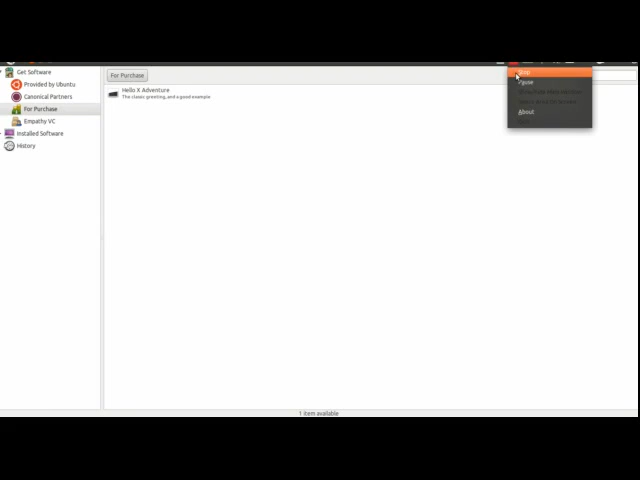 Get Software
Provided by Ubuntu
Canonical Partners
For Purchase
Empathy VC
Installed Software
History
For Purchase
Hello X Adventure
The classic greeting, and a good example
Stop
Pause
About
1 item available